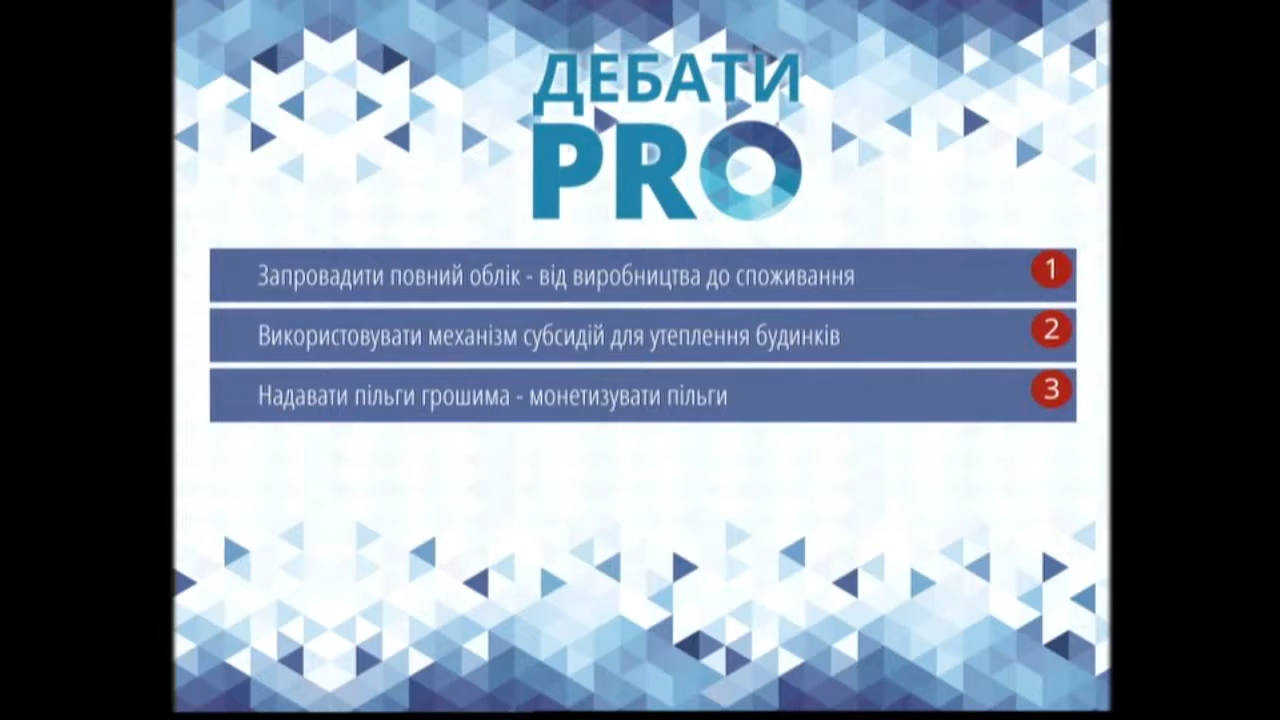 ДЕБАТИ
PRO
Запровадити повний облік - від виробництва до споживання 1
Використовувати механізм субсидій для утеплення будинків 2
Надавати пільги грошима - монетизувати пільги 3